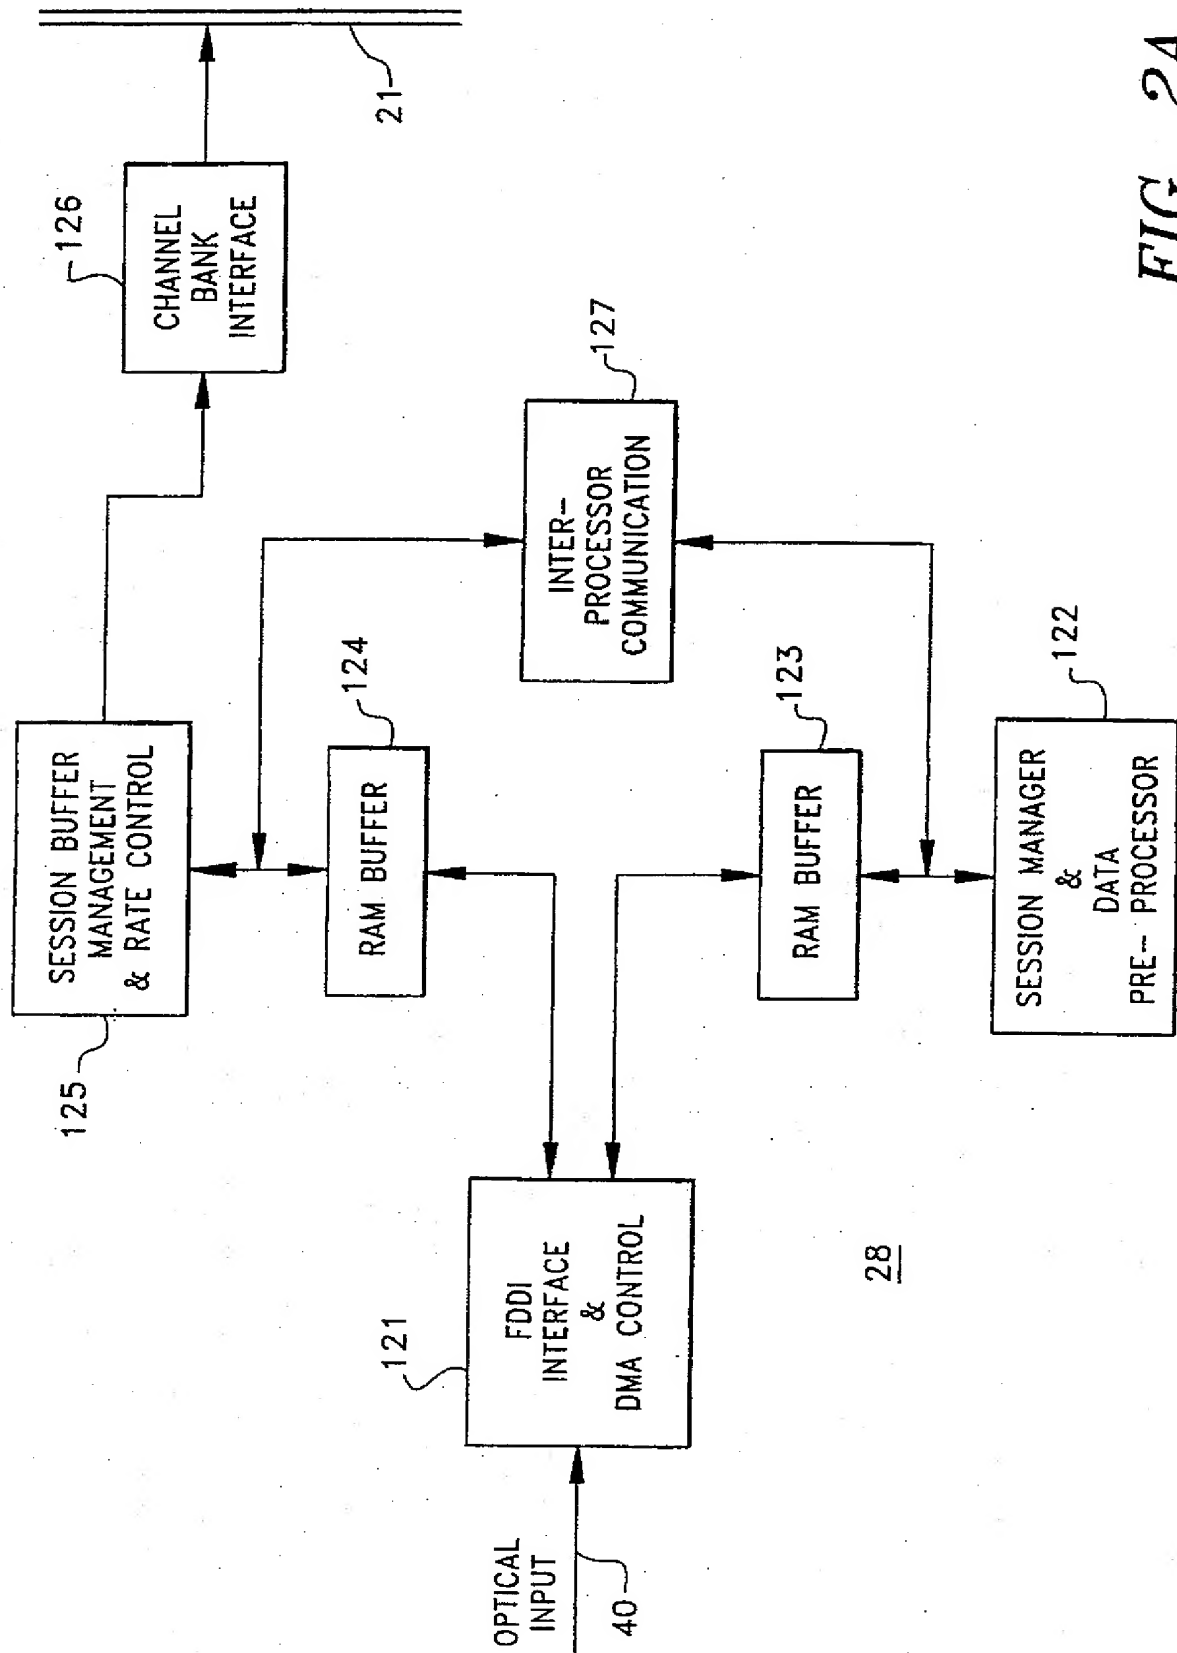 OPTICAL
INPUT
40
121
FDDI
INTERFACE
&
DMA CONTROL
28
125
SESSION BUFFER
MANAGEMENT
& RATE CONTROL
RAM BUFFER
124
RAM BUFFER
123
SESSION MANAGER
&
DATA
PRE-- PROCESSOR
122
INTER-
PROCESSOR
COMMUNICATION
127
CHANNEL
BANK
INTERFACE
126
21
FIG. 2A